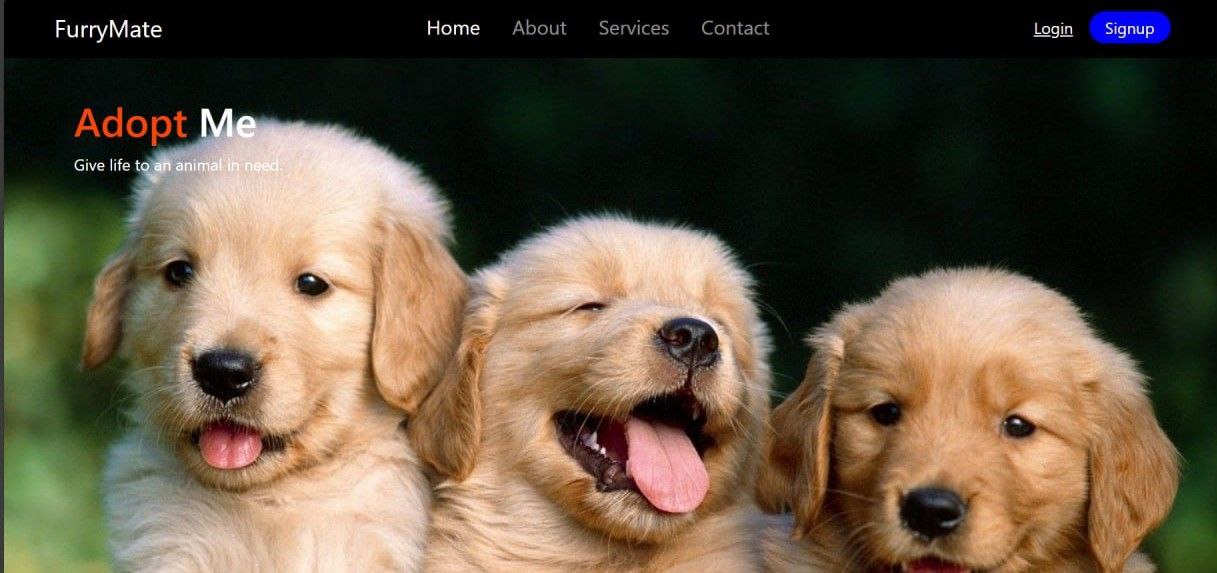 FurryMate Home About Services Contact Login Signup
Adopt Me
Give life to an animal in need.